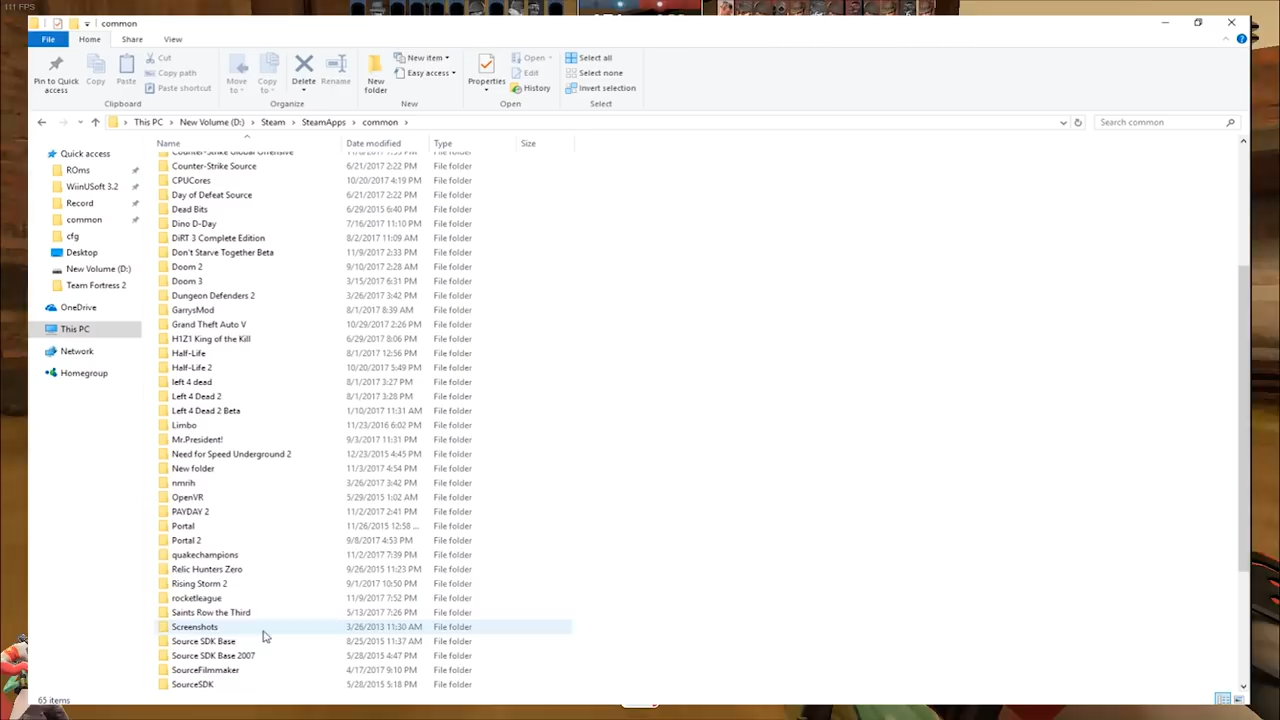 111 FPS
common
File Home Share View
Pin to Quick access
Copy
Paste
Cut
Copy path
Paste shortcut
Clipboard
Move to
Copy to
Delete
Rename
Organize
New folder
New item
Easy access
New
Properties
Open
Edit
History
Open
Select all
Select none
Invert selection
Select
This PC New Volume (D:) Steam SteamApps common
Search common
Name Date modified Type Size
Quick access
ROms
WiinUSoft 3.2
Record
common
cfg
Desktop
New Volume (D:)
Team Fortress 2
OneDrive
This PC
Network
Homegroup
Counter-Strike Global Offensive File folder
Counter-Strike Source 6/21/2017 2:22 PM File folder
CPUCores 10/20/2017 4:19 PM File folder
Day of Defeat Source 6/21/2017 2:22 PM File folder
Dead Bits 6/29/2015 6:40 PM File folder
Dino D-Day 7/16/2017 11:10 PM File folder
DiRT 3 Complete Edition 8/2/2017 11:09 AM File folder
Don't Starve Together Beta 11/9/2017 2:33 PM File folder
Doom 2 9/10/2017 2:28 AM File folder
Doom 3 3/15/2017 6:31 PM File folder
Dungeon Defenders 2 3/26/2017 3:42 PM File folder
GarrysMod 8/1/2017 8:39 AM File folder
Grand Theft Auto V 10/29/2017 2:26 PM File folder
H1Z1 King of the Kill 6/29/2017 8:06 PM File folder
Half-Life 8/1/2017 12:56 PM File folder
Half-Life 2 10/20/2017 5:49 PM File folder
left 4 dead 8/1/2017 3:27 PM File folder
Left 4 Dead 2 8/1/2017 3:28 PM File folder
Left 4 Dead 2 Beta 1/10/2017 11:31 AM File folder
Limbo 11/23/2016 6:02 PM File folder
Mr.President! 9/3/2017 11:31 PM File folder
Need for Speed Underground 2 12/23/2015 4:45 PM File folder
New folder 11/3/2017 4:54 PM File folder
nmrih 3/26/2017 3:42 PM File folder
OpenVR 5/29/2015 1:02 AM File folder
PAYDAY 2 11/2/2017 2:41 PM File folder
Portal 11/26/2015 12:58 ... File folder
Portal 2 9/8/2017 4:53 PM File folder
quakechampions 11/2/2017 7:39 PM File folder
Relic Hunters Zero 9/26/2015 11:23 PM File folder
Rising Storm 2 9/1/2017 10:50 PM File folder
rocketleague 11/9/2017 7:52 PM File folder
Saints Row the Third 5/13/2017 7:26 PM File folder
Screenshots 3/26/2013 11:30 AM File folder
Source SDK Base 8/25/2015 11:37 AM File folder
Source SDK Base 2007 5/28/2015 4:47 PM File folder
SourceFilmmaker 4/17/2017 9:10 PM File folder
SourceSDK 5/28/2015 5:18 PM File folder
65 items